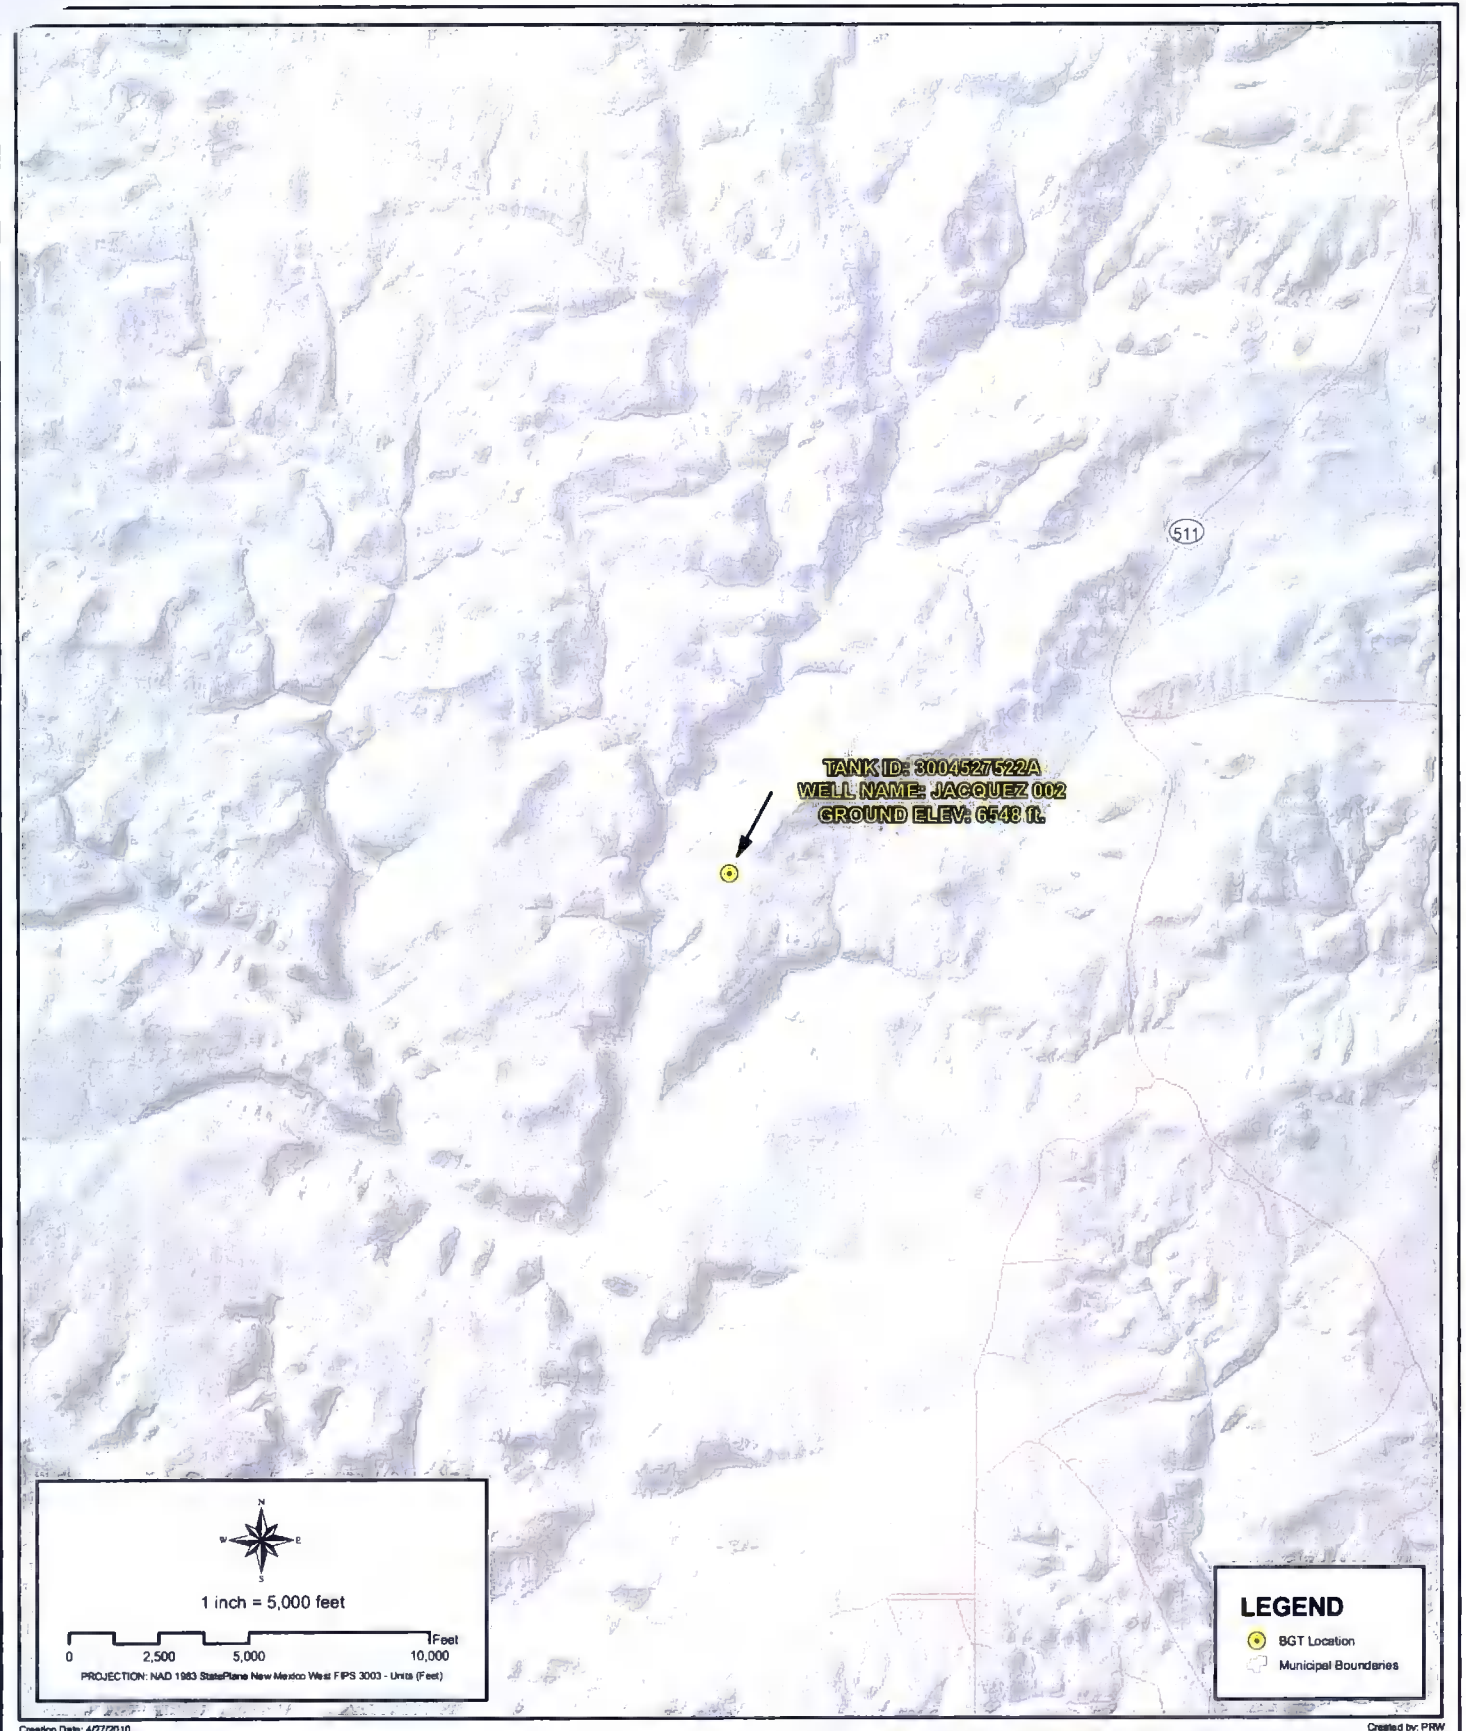 511
TANK ID: 3004527522A
WELL NAME: JACQUEZ 002
GROUND ELEV: 6548 ft.
N
W E
S
1 inch = 5,000 feet
Feet
0 2,500 5,000 10,000
PROJECTION: NAD 1983 StatePlane New Mexico West FIPS 3003 - Units (Feet)
LEGEND
BGT Location
Municipal Boundaries
Creation Date: 4/27/2010
Created by: PRW